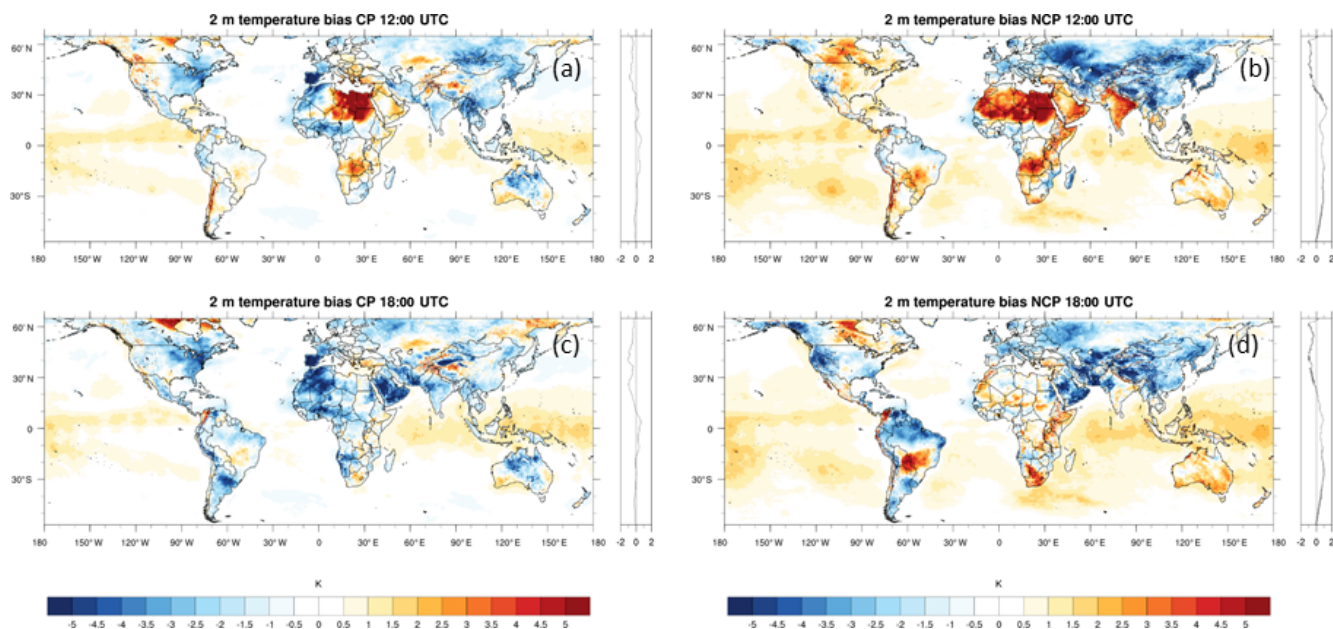 2 m temperature bias CP 12:00 UTC
60° N
30° N
0
30°S
180 150° W 120° W 90° W 60° W 30° W 0 30° E 60° E 90° E 120° E 150° E 180
-2 0 2
(a)
2 m temperature bias NCP 12:00 UTC
60° N
30° N
0
30°S
180 150° W 120° W 90° W 60° W 30° W 0 30° E 60° E 90° E 120° E 150° E 180
-2 0 2
(b)
2 m temperature bias CP 18:00 UTC
60° N
30° N
0
30°S
180 150° W 120° W 90° W 60° W 30° W 0 30° E 60° E 90° E 120° E 150° E 180
-2 0 2
(c)
2 m temperature bias NCP 18:00 UTC
60° N
30° N
0
30°S
180 150° W 120° W 90° W 60° W 30° W 0 30° E 60° E 90° E 120° E 150° E 180
-2 0 2
(d)
K
-5 -4.5 -4 -3.5 -3 -2.5 -2 -1.5 -1 -0.5 0 0.5 1 1.5 2 2.5 3 3.5 4 4.5 5
K
-5 -4.5 -4 -3.5 -3 -2.5 -2 -1.5 -1 -0.5 0 0.5 1 1.5 2 2.5 3 3.5 4 4.5 5